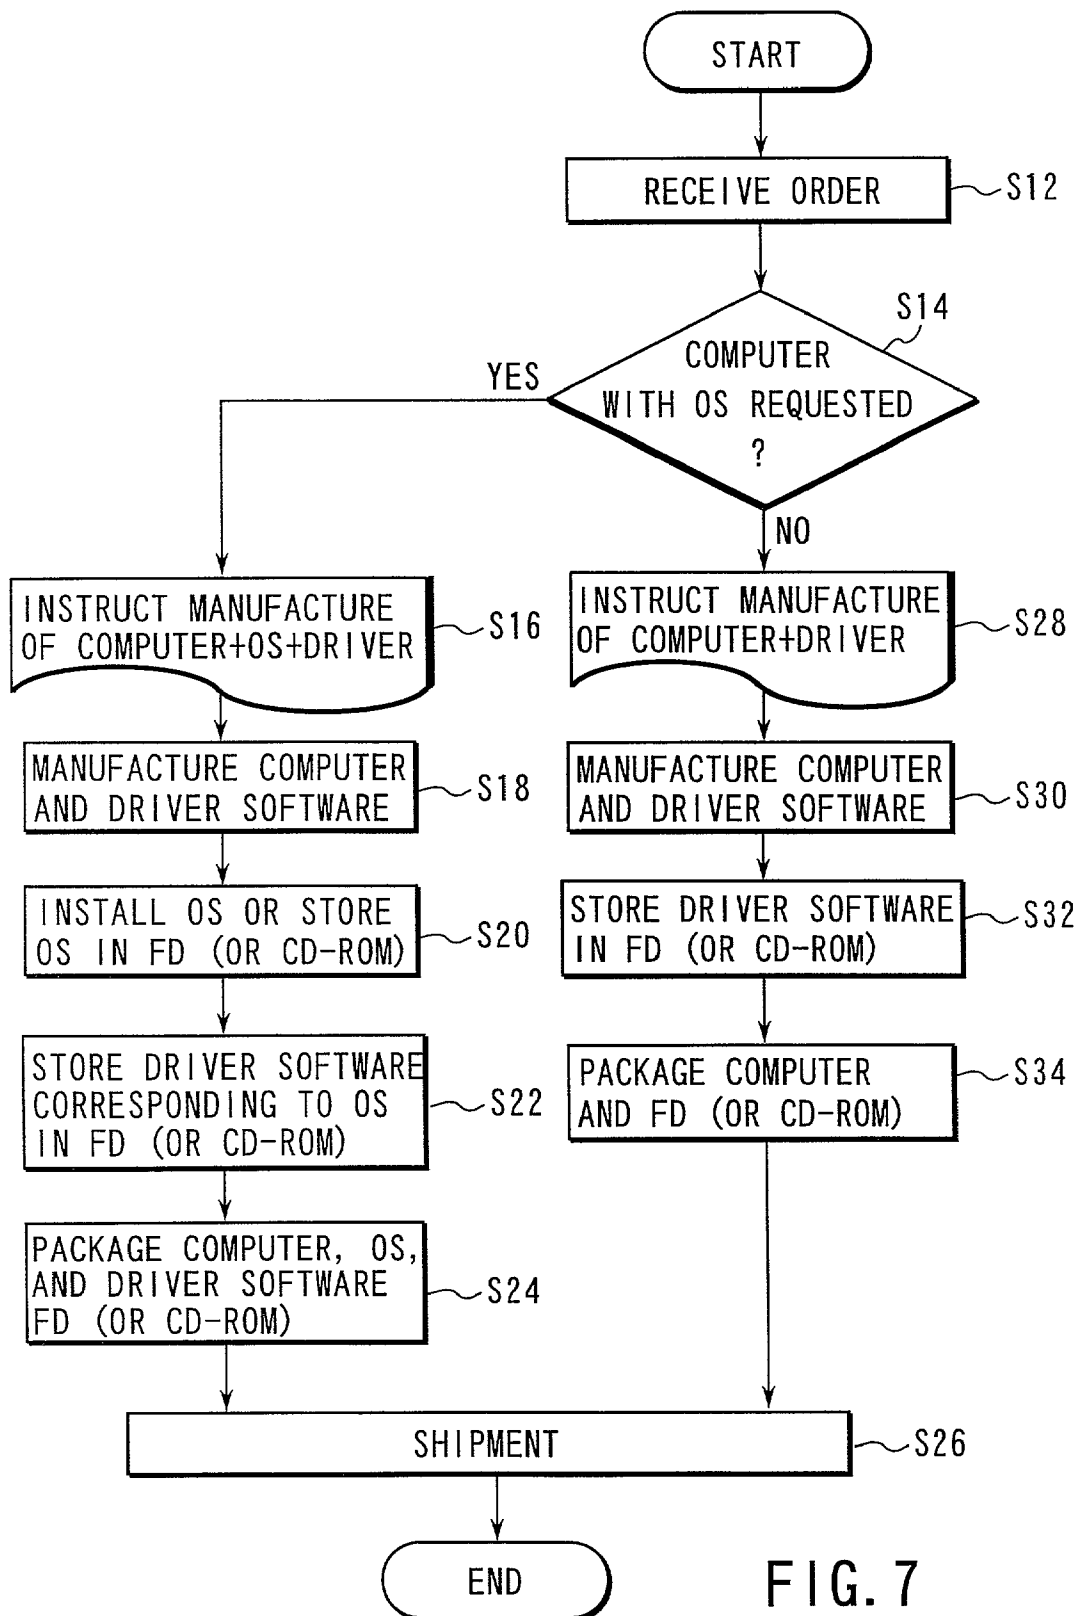 START
RECEIVE ORDER
S12
S14
COMPUTER
WITH OS REQUESTED
?
YES
NO
INSTRUCT MANUFACTURE
OF COMPUTER+OS+DRIVER
S16
MANUFACTURE COMPUTER
AND DRIVER SOFTWARE
S18
INSTALL OS OR STORE
OS IN FD (OR CD-ROM)
S20
STORE DRIVER SOFTWARE
CORRESPONDING TO OS
IN FD (OR CD-ROM)
S22
PACKAGE COMPUTER, OS,
AND DRIVER SOFTWARE
FD (OR CD-ROM)
S24
INSTRUCT MANUFACTURE
OF COMPUTER+DRIVER
S28
MANUFACTURE COMPUTER
AND DRIVER SOFTWARE
S30
STORE DRIVER SOFTWARE
IN FD (OR CD-ROM)
S32
PACKAGE COMPUTER
AND FD (OR CD-ROM)
S34
SHIPMENT
S26
END
FIG. 7